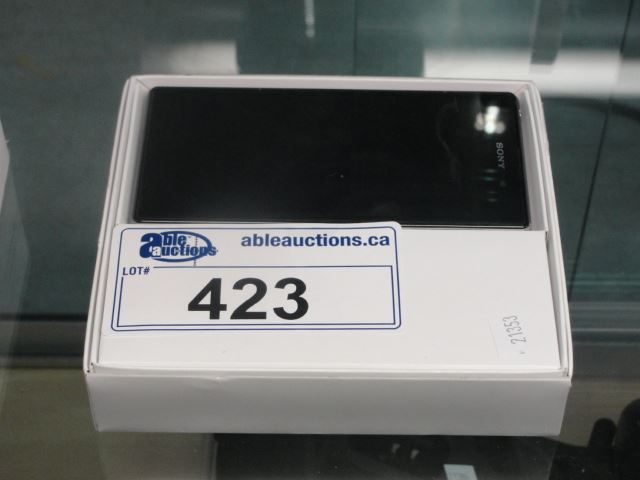 SONY
able auctions
ableauctions.ca
LOT#
423
21353